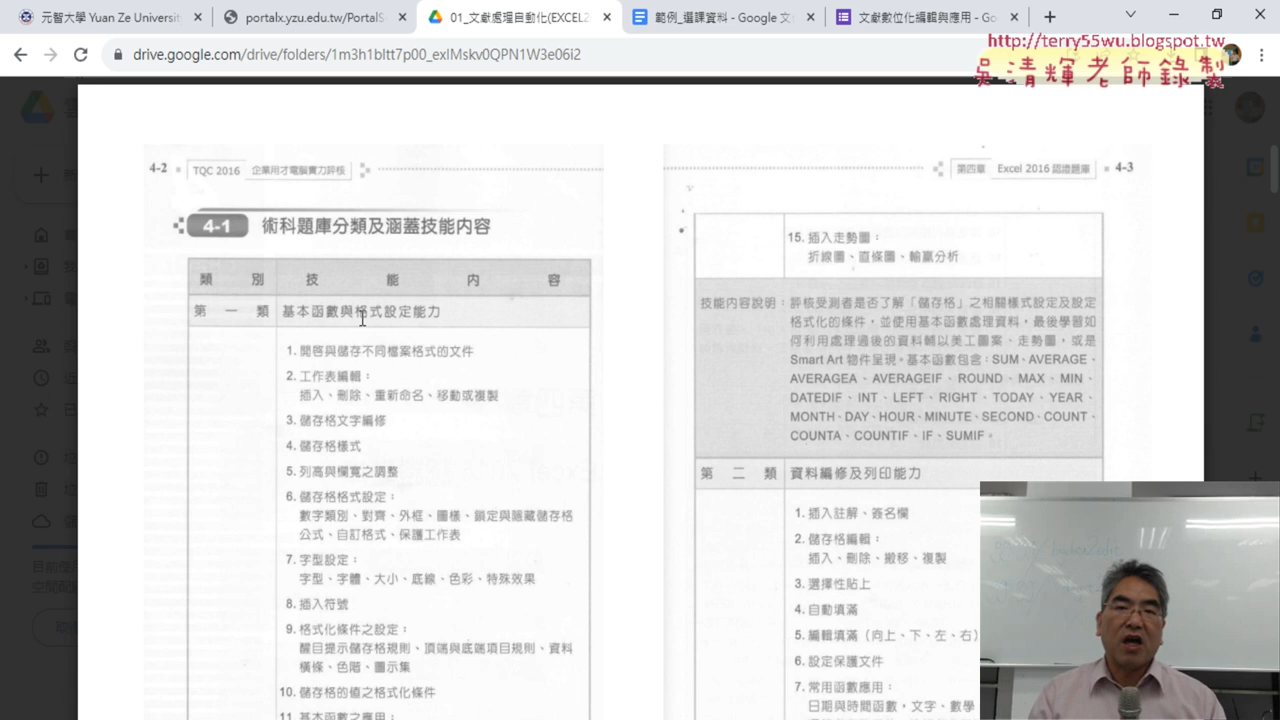 元智大學 Yuan Ze Universit
portalx.yzu.edu.tw/PortalS
01_文獻處理自動化(EXCEL2
範例_選課資料 - Google 文
文獻數位化編輯與應用 - Go
drive.google.com/drive/folders/1m3h1bltt7p00_exIMskv0QPN1W3e06i2
http://terry55wu.blogspot.tw
吳清輝老師錄製
4-2
TQC 2016 企業用才電腦實力評核
4-1 術科題庫分類及涵蓋技能內容
類 別 技 能 內 容
第 一 類 基本函數與格式設定能力
1. 開啓與儲存不同檔案格式的文件
2. 工作表編輯：
插入、刪除、重新命名、移動或複製
3. 儲存格文字編修
4. 儲存格樣式
5. 列高與欄寬之調整
6. 儲存格格式設定：
數字類別、對齊、外框、圖樣、鎖定與隱藏儲存格
公式、自訂格式、保護工作表
7. 字型設定：
字型、字體、大小、底線、色彩、特殊效果
8. 插入符號
9. 格式化條件之設定：
醒目提示儲存格規則、頂端與底端項目規則、資料
橫條、色階、圖示集
10. 儲存格的值之格式化條件
11. 基本函數之應用：
第四章 Excel 2016 認證題庫 4-3
15. 插入走勢圖：
折線圖、直條圖、輸贏分析
技能內容說明：評核受測者是否了解「儲存格」之相關樣式設定及設定
格式化的條件，並使用基本函數處理資料，最後學習如
何利用處理過後的資料輔以美工圖案、走勢圖，或是
Smart Art 物件呈現。基本函數包含：SUM、AVERAGE、
AVERAGEA、AVERAGEIF、ROUND、MAX、MIN、
DATEDIF、INT、LEFT、RIGHT、TODAY、YEAR、
MONTH、DAY、HOUR、MINUTE、SECOND、COUNT、
COUNTA、COUNTIF、IF、SUMIF。
第 二 類 資料編修及列印能力
1. 插入註解、簽名欄
2. 儲存格編輯：
插入、刪除、搬移、複製
3. 選擇性貼上
4. 自動填滿
5. 編輯填滿（向上、下、左、右）
6. 設定保護文件
7. 常用函數應用：
日期與時間函數，文字、數學